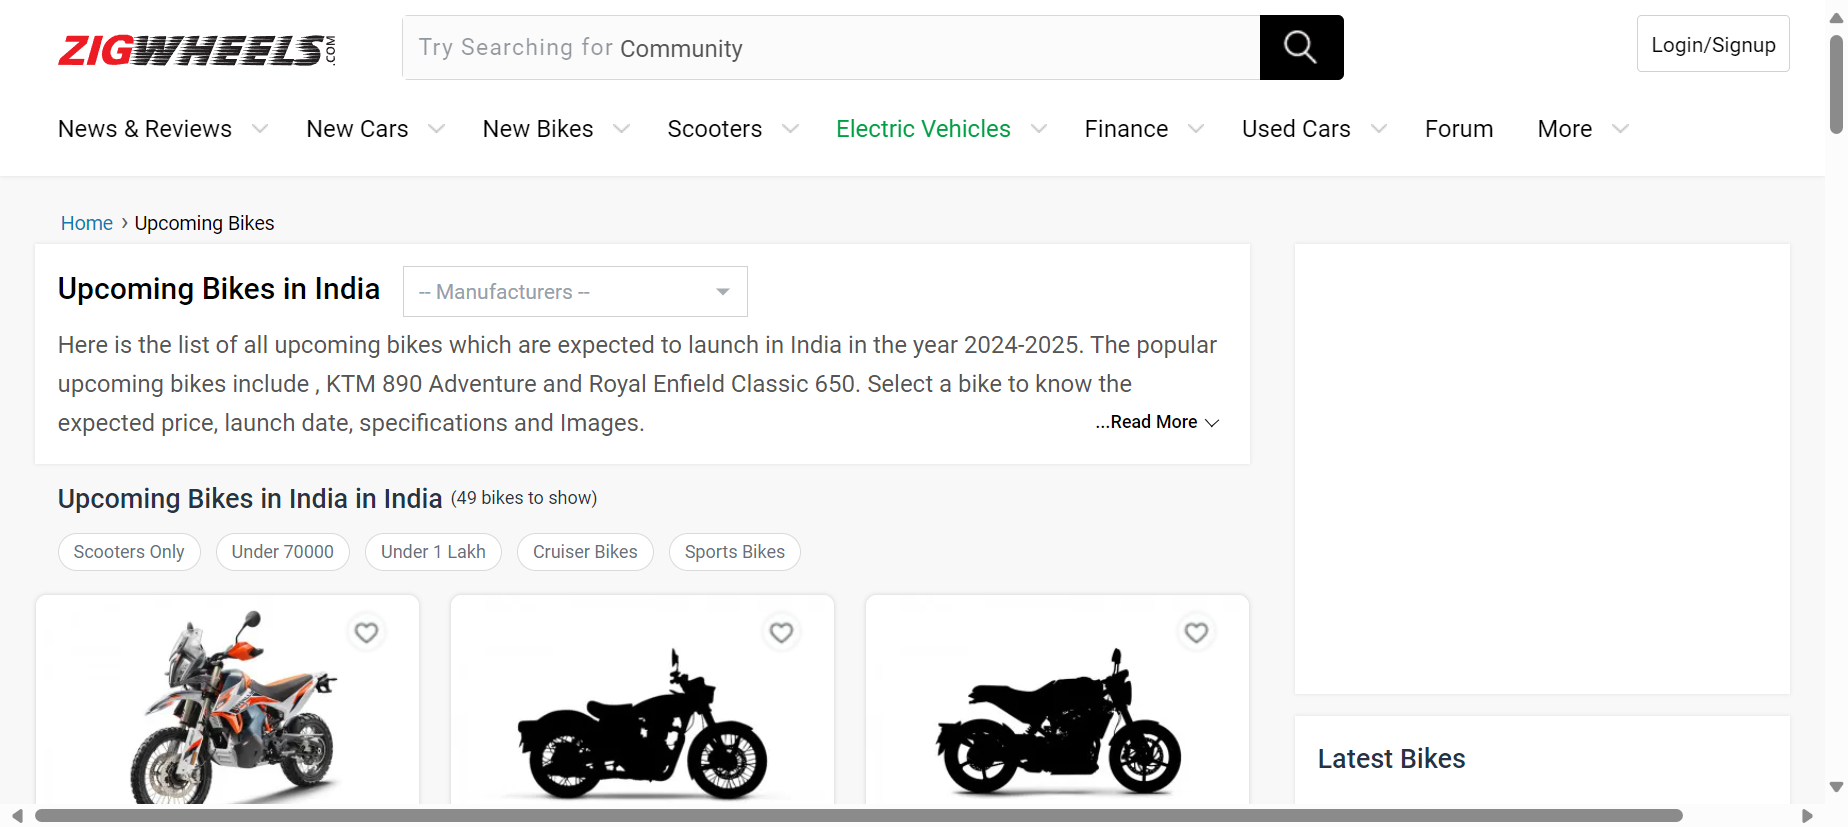 ZIGWHEELS.COM
Try Searching for Community
Login/Signup
News & Reviews New Cars New Bikes Scooters Electric Vehicles Finance Used Cars Forum More
Home › Upcoming Bikes
Upcoming Bikes in India
-- Manufacturers --
Here is the list of all upcoming bikes which are expected to launch in India in the year 2024-2025. The popular
upcoming bikes include , KTM 890 Adventure and Royal Enfield Classic 650. Select a bike to know the
expected price, launch date, specifications and Images.
...Read More
Upcoming Bikes in India in India (49 bikes to show)
Scooters Only Under 70000 Under 1 Lakh Cruiser Bikes Sports Bikes
Latest Bikes